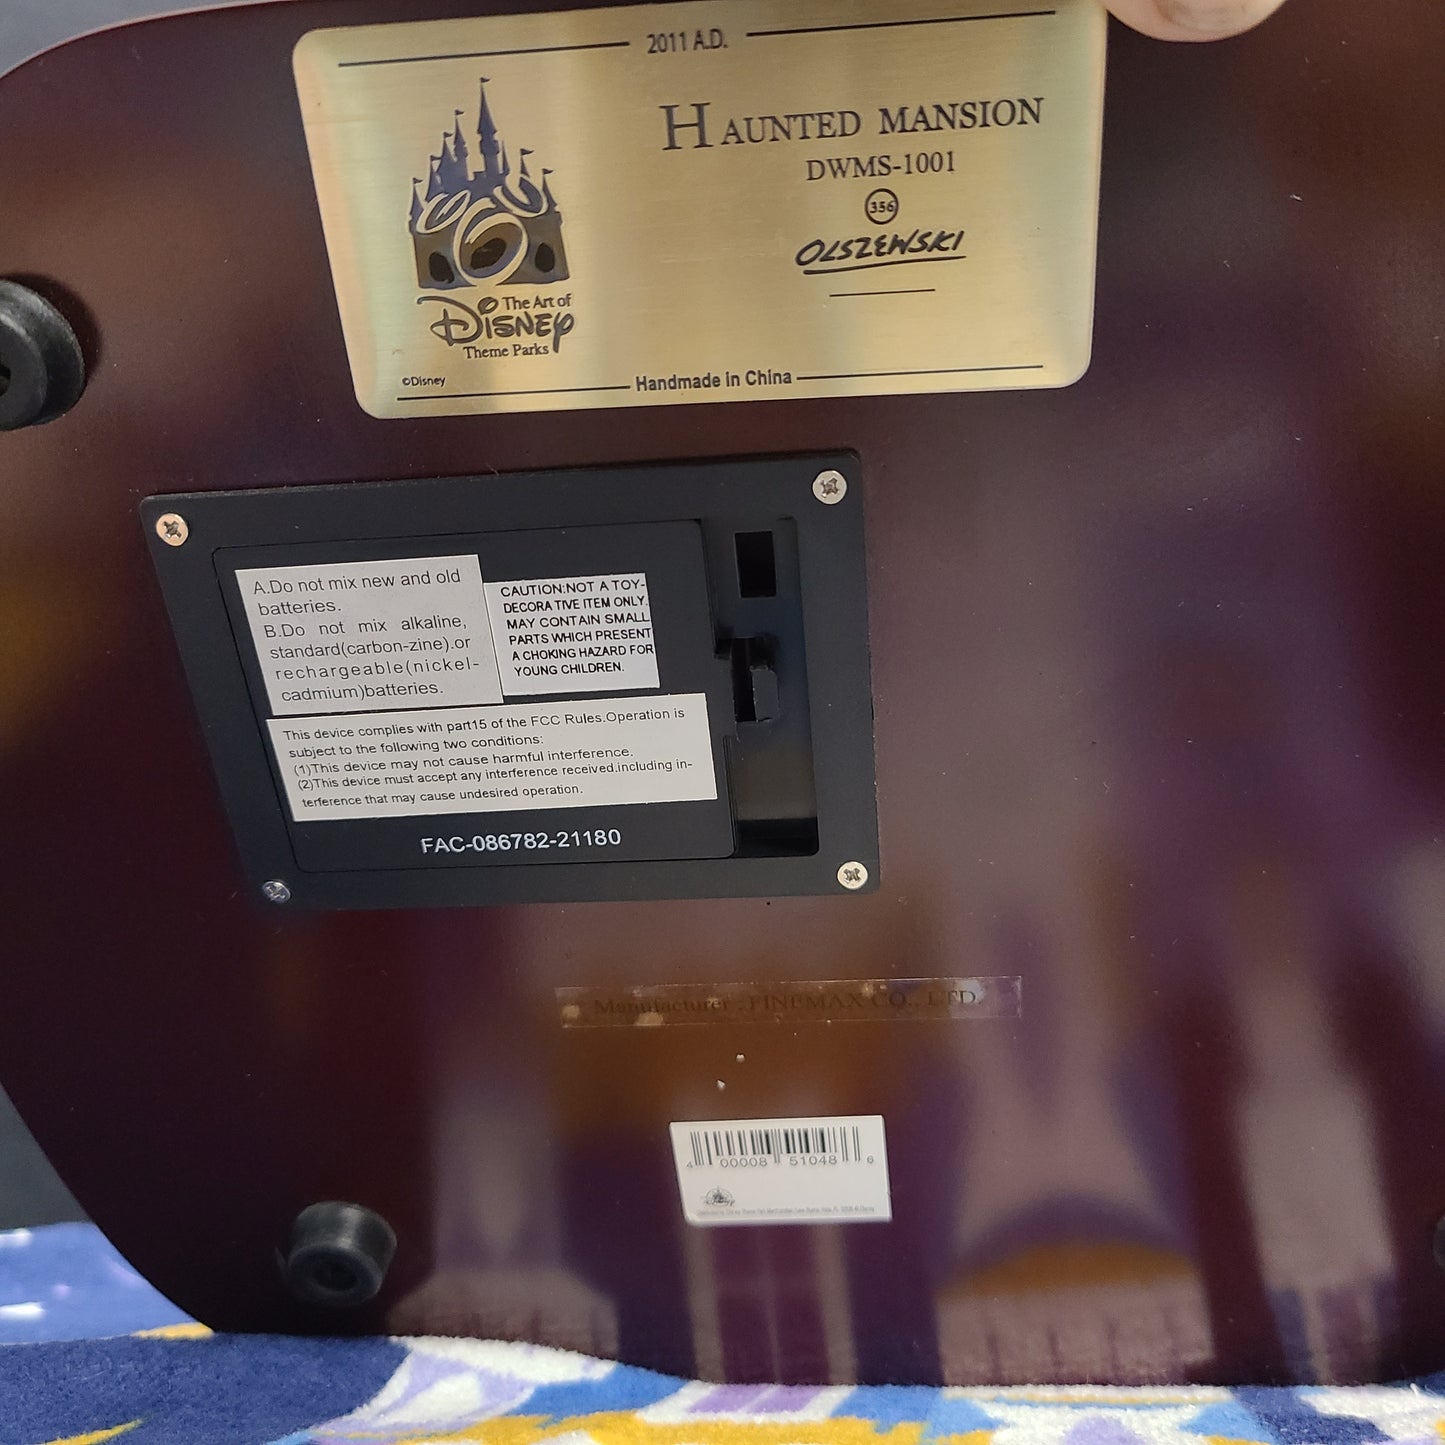 2011 A.D.
HAUNTED MANSION
DWMS-1001
356
OLSZEWSKI
The Art of
Disney
Theme Parks
©Disney
Handmade in China
A.Do not mix new and old
batteries.
B.Do not mix alkaline,
standard(carbon-zine).or
rechargeable(nickel-
cadmium)batteries.
CAUTION:NOT A TOY-
DECORA TIVE ITEM ONLY.
MAY CONTAIN SMALL
PARTS WHICH PRESENT
A CHOKING HAZARD FOR
YOUNG CHILDREN.
This device complies with part15 of the FCC Rules.Operation is
subject to the following two conditions:
(1)This device may not cause harmful interference.
(2)This device must accept any interference received.including in-
terference that may cause undesired operation.
FAC-086782-21180
Manufacturer : FINEMAX CO., LTD.
4 00008 51048 6